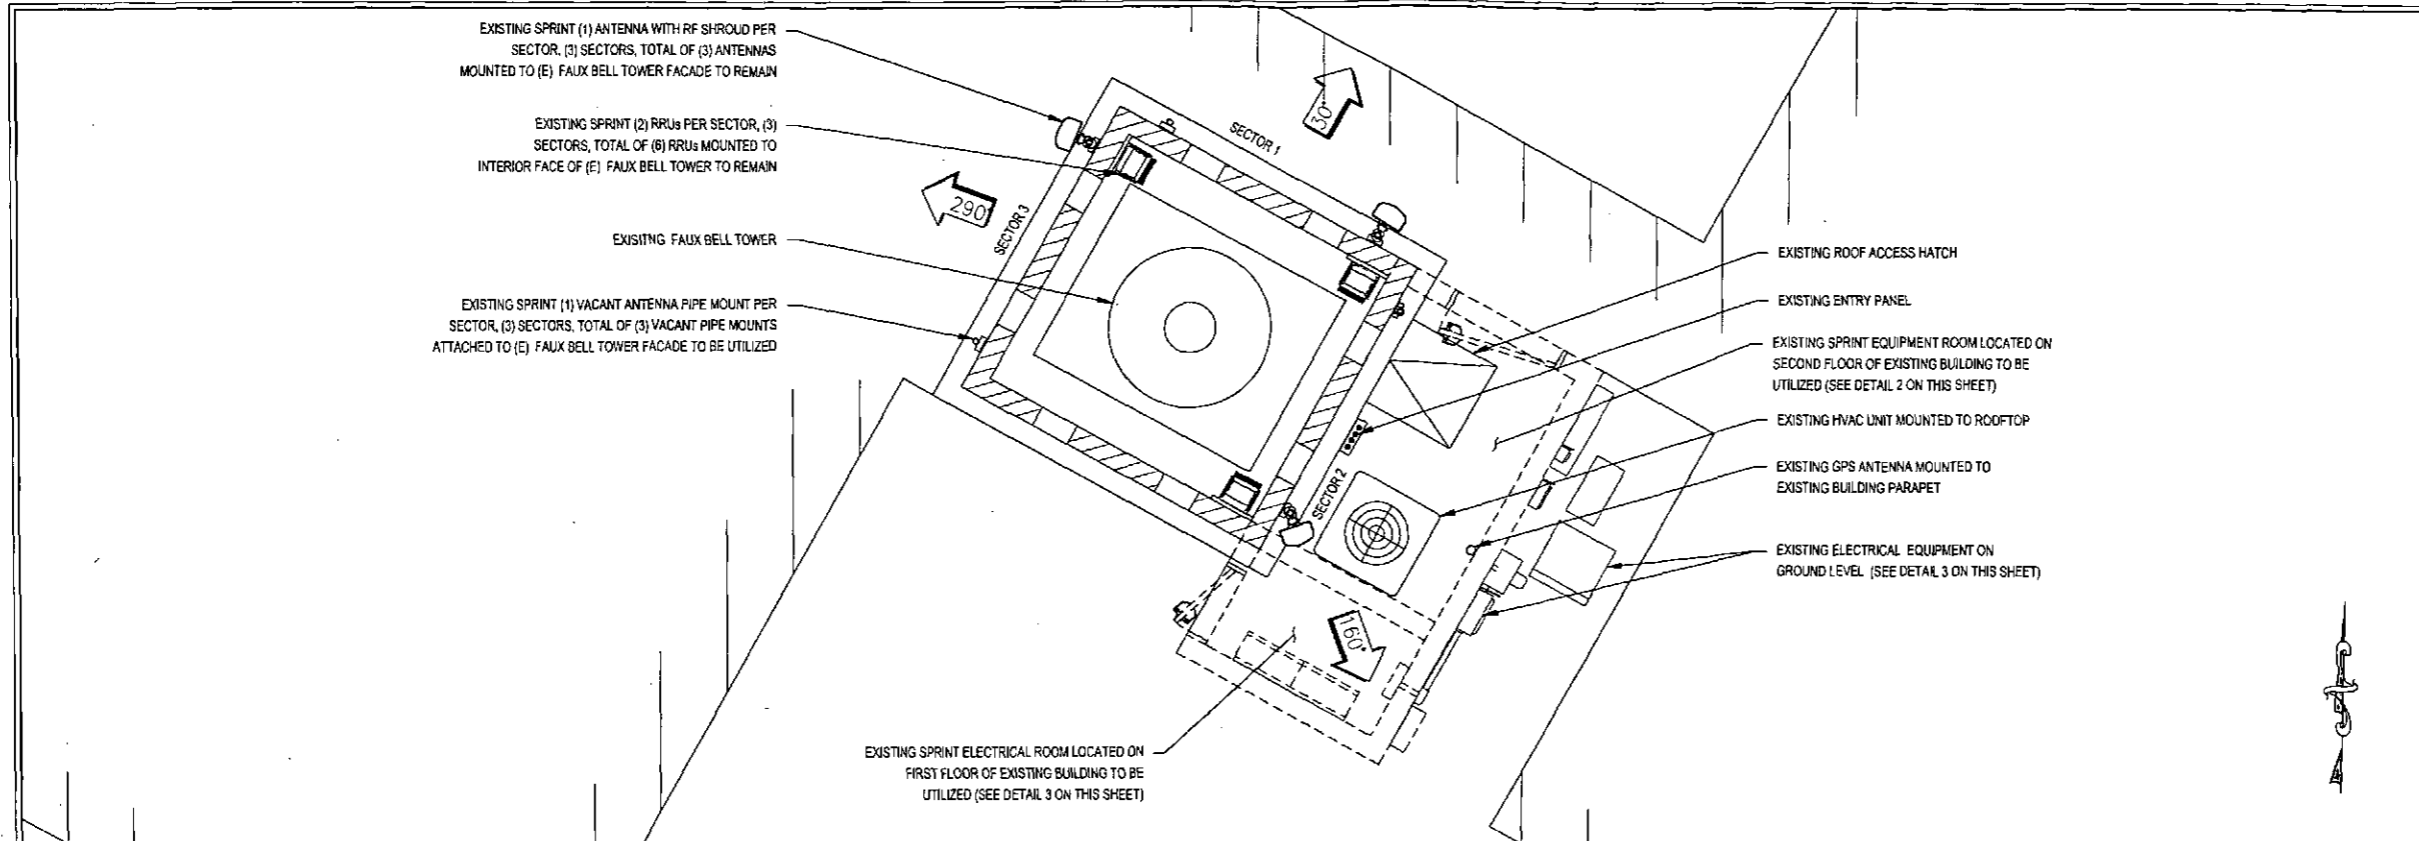 EXISTING SPRINT (1) ANTENNA WITH RF SHROUD PER
SECTOR, (3) SECTORS, TOTAL OF (3) ANTENNAS
MOUNTED TO (E) FAUX BELL TOWER FACADE TO REMAIN
EXISTING SPRINT (2) RRUs PER SECTOR, (3)
SECTORS, TOTAL OF (6) RRUs MOUNTED TO
INTERIOR FACE OF (E) FAUX BELL TOWER TO REMAIN
EXISITNG FAUX BELL TOWER
EXISTING SPRINT (1) VACANT ANTENNA PIPE MOUNT PER
SECTOR, (3) SECTORS, TOTAL OF (3) VACANT PIPE MOUNTS
ATTACHED TO (E) FAUX BELL TOWER FACADE TO BE UTILIZED
290°
SECTOR 3
SECTOR 1
30°
SECTOR 2
160°
EXISTING ROOF ACCESS HATCH
EXISTING ENTRY PANEL
EXISTING SPRINT EQUIPMENT ROOM LOCATED ON
SECOND FLOOR OF EXISTING BUILDING TO BE
UTILIZED (SEE DETAIL 2 ON THIS SHEET)
EXISTING HVAC UNIT MOUNTED TO ROOFTOP
EXISTING GPS ANTENNA MOUNTED TO
EXISTING BUILDING PARAPET
EXISTING ELECTRICAL EQUIPMENT ON
GROUND LEVEL (SEE DETAIL 3 ON THIS SHEET)
EXISTING SPRINT ELECTRICAL ROOM LOCATED ON
FIRST FLOOR OF EXISTING BUILDING TO BE
UTILIZED (SEE DETAIL 3 ON THIS SHEET)